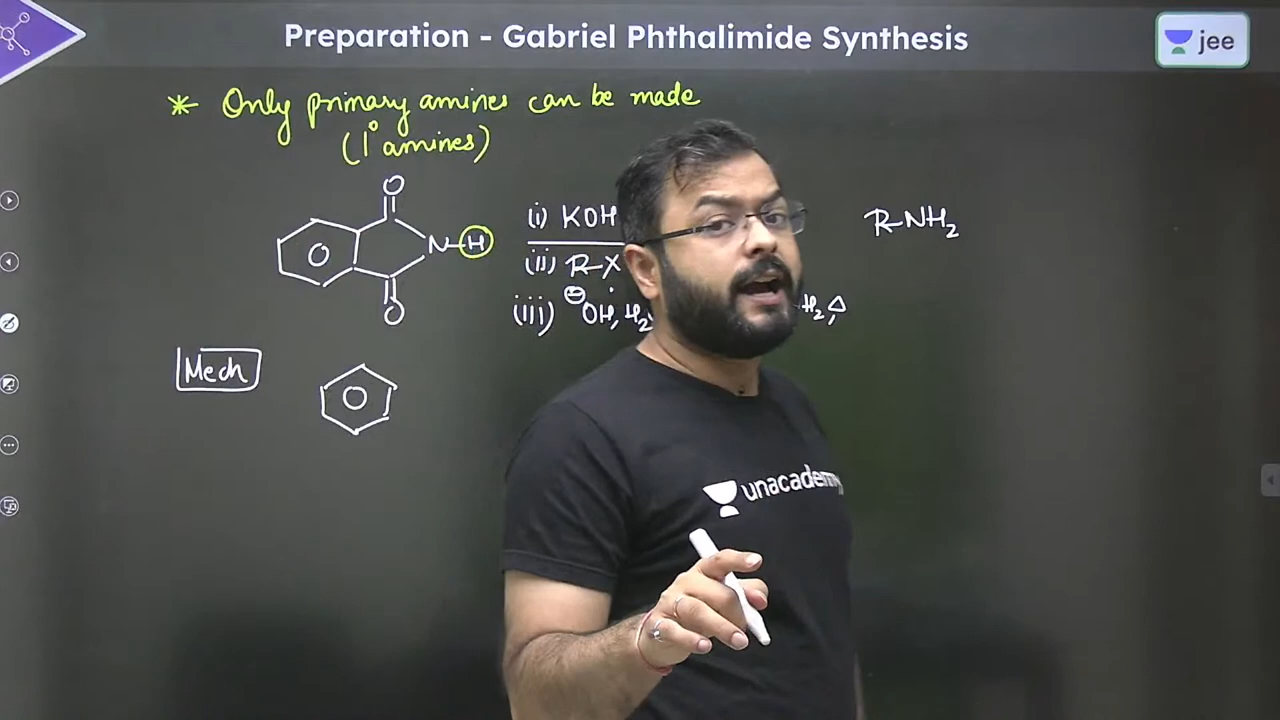 Preparation - Gabriel Phthalimide Synthesis
jee
* Only primary amines can be made
(1° amines)
O
N-H
O
O
(i) KOH
(ii) R-X
(iii) ⊖OH, H2
H2 Δ
R-NH2
Mech
O
unacademy